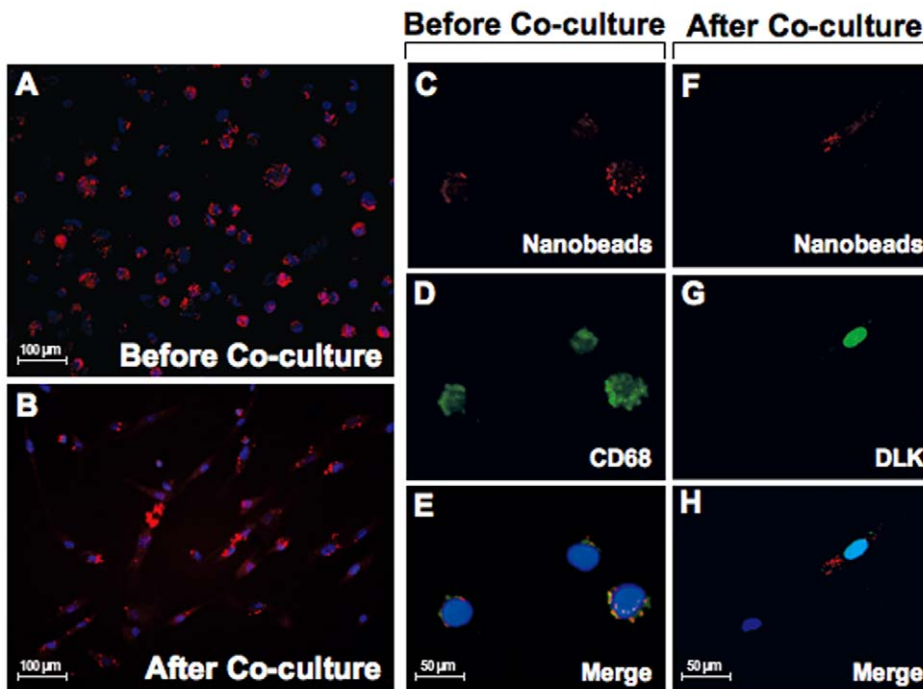 Before Co-culture
After Co-culture
A
100 µm
Before Co-culture
B
100 µm
After Co-culture
C
Nanobeads
D
CD68
E
50 µm
Merge
F
Nanobeads
G
DLK
H
50 µm
Merge